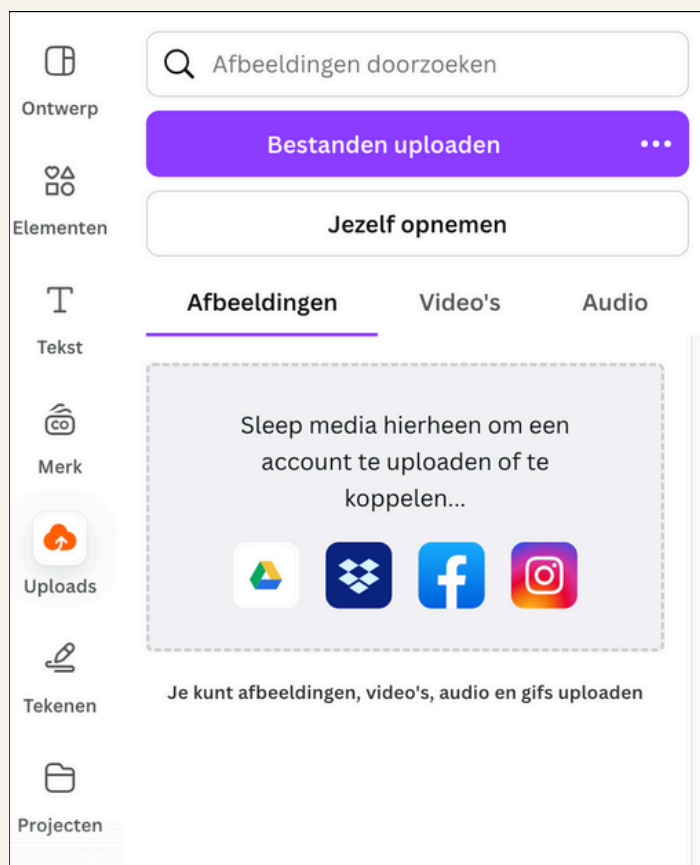 Ontwerp
Elementen
Tekst
CO
Merk
Uploads
Tekenen
Projecten
Afbeeldingen doorzoeken
Bestanden uploaden
Jezelf opnemen
Afbeeldingen Video's Audio
Sleep media hierheen om een
account te uploaden of te
koppelen...
Je kunt afbeeldingen, video's, audio en gifs uploaden